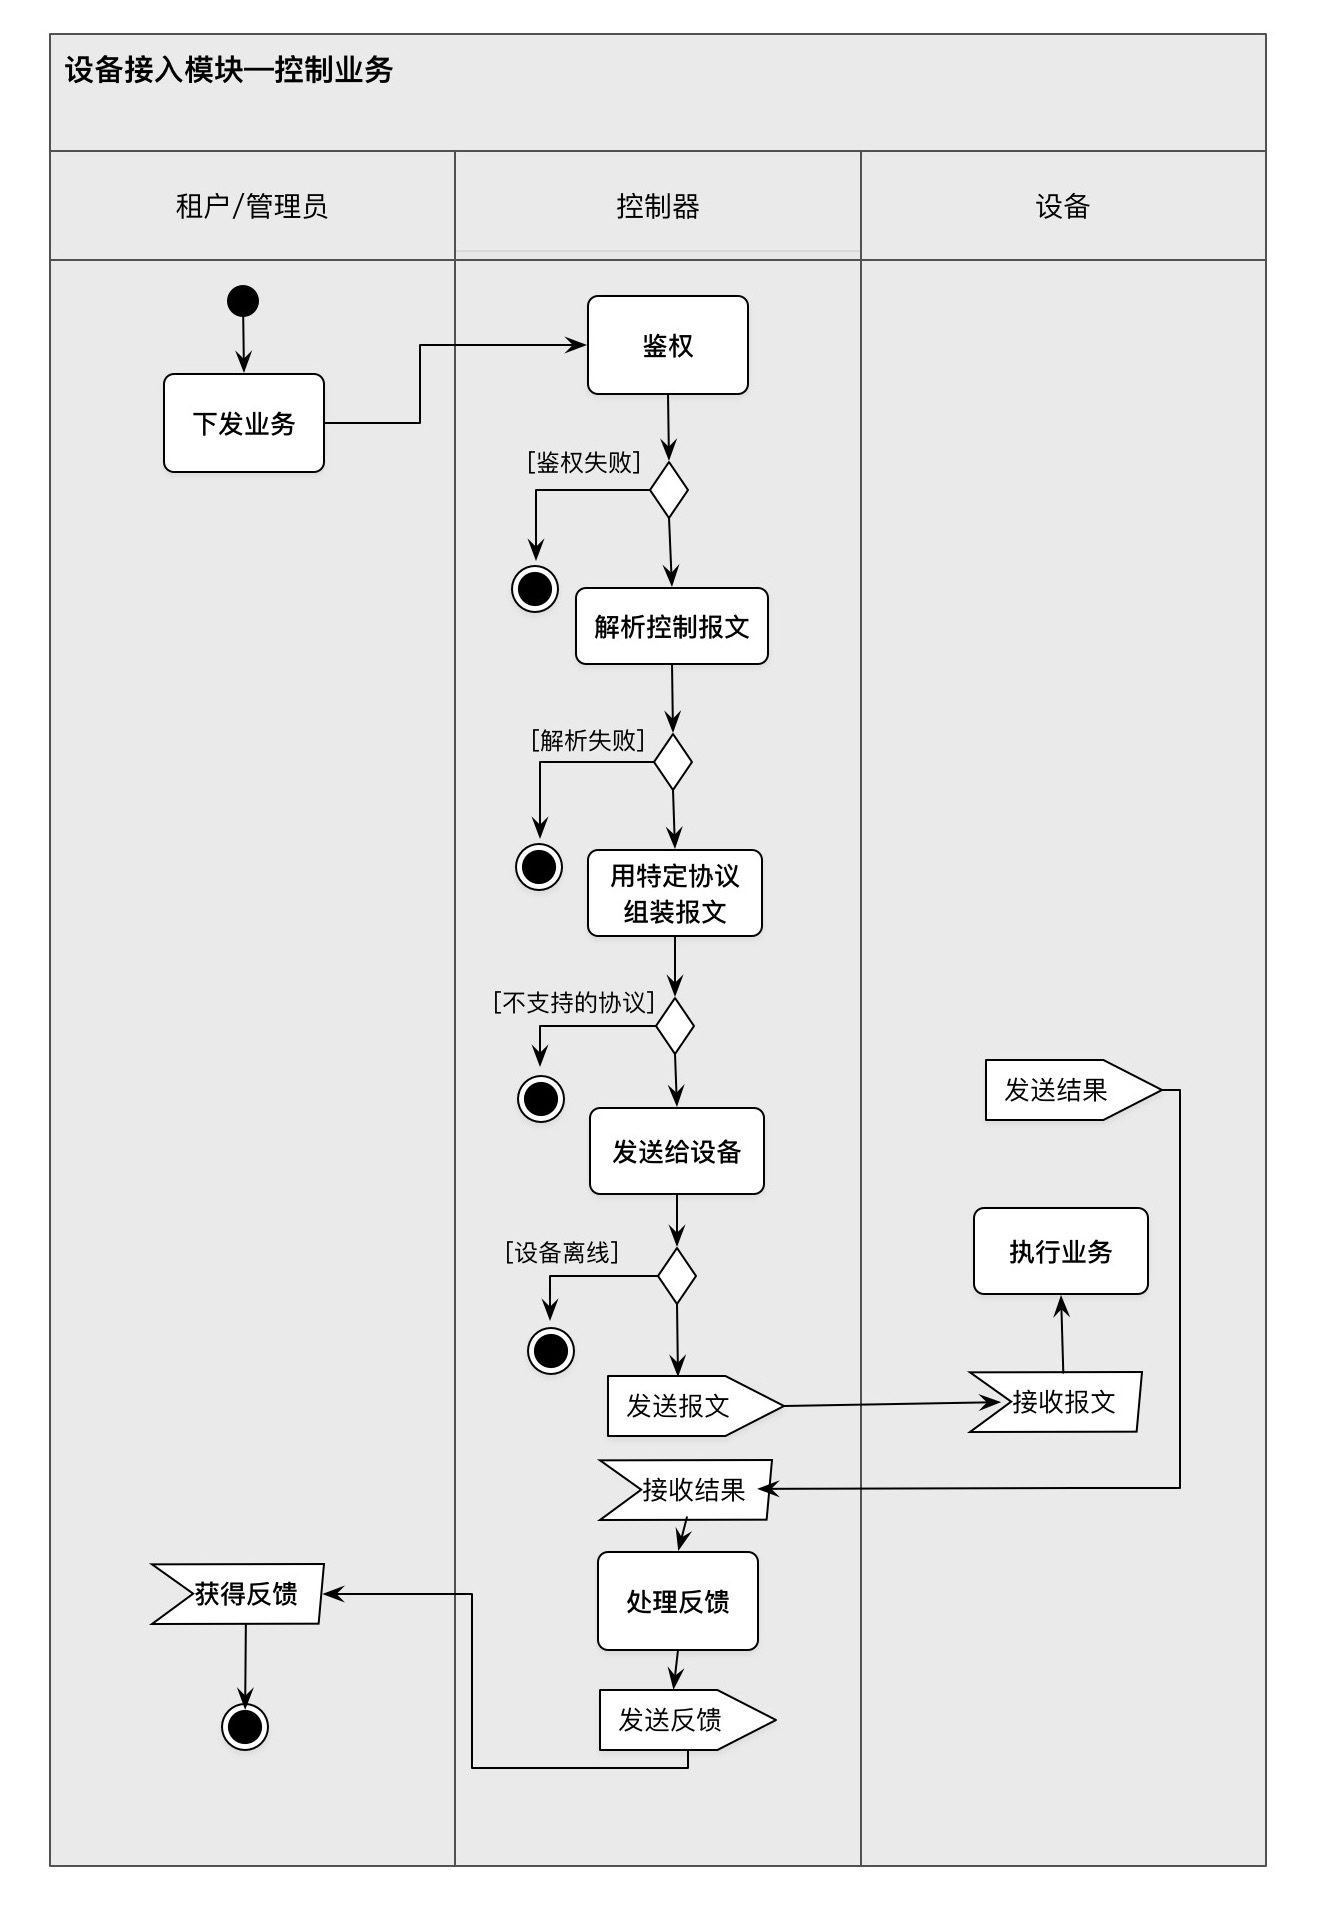 设备接入模块—控制业务
租户/管理员
控制器
设备
鉴权
下发业务
[鉴权失败]
解析控制报文
[解析失败]
用特定协议
组装报文
[不支持的协议]
发送结果
发送给设备
执行业务
[设备离线]
发送报文
接收报文
接收结果
获得反馈
处理反馈
发送反馈